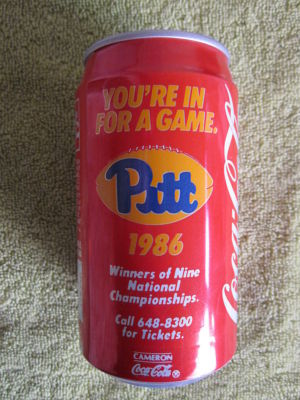 YOU'RE IN
FOR A GAME.
Pitt
1986
Winners of Nine
National
Championships.
Call 648-8300
for Tickets.
CAMERON
Coca-Cola
Coca-Cola